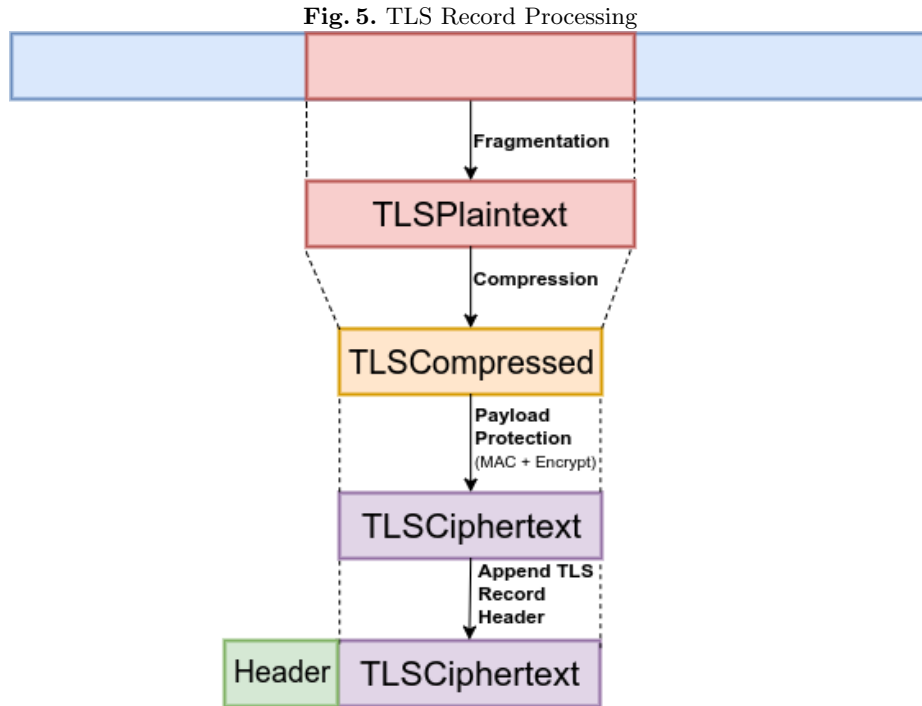 Fig. 5. TLS Record Processing
Fragmentation
TLSPlaintext
Compression
TLSCompressed
Payload
Protection
(MAC + Encrypt)
TLSCiphertext
Append TLS
Record
Header
Header
TLSCiphertext